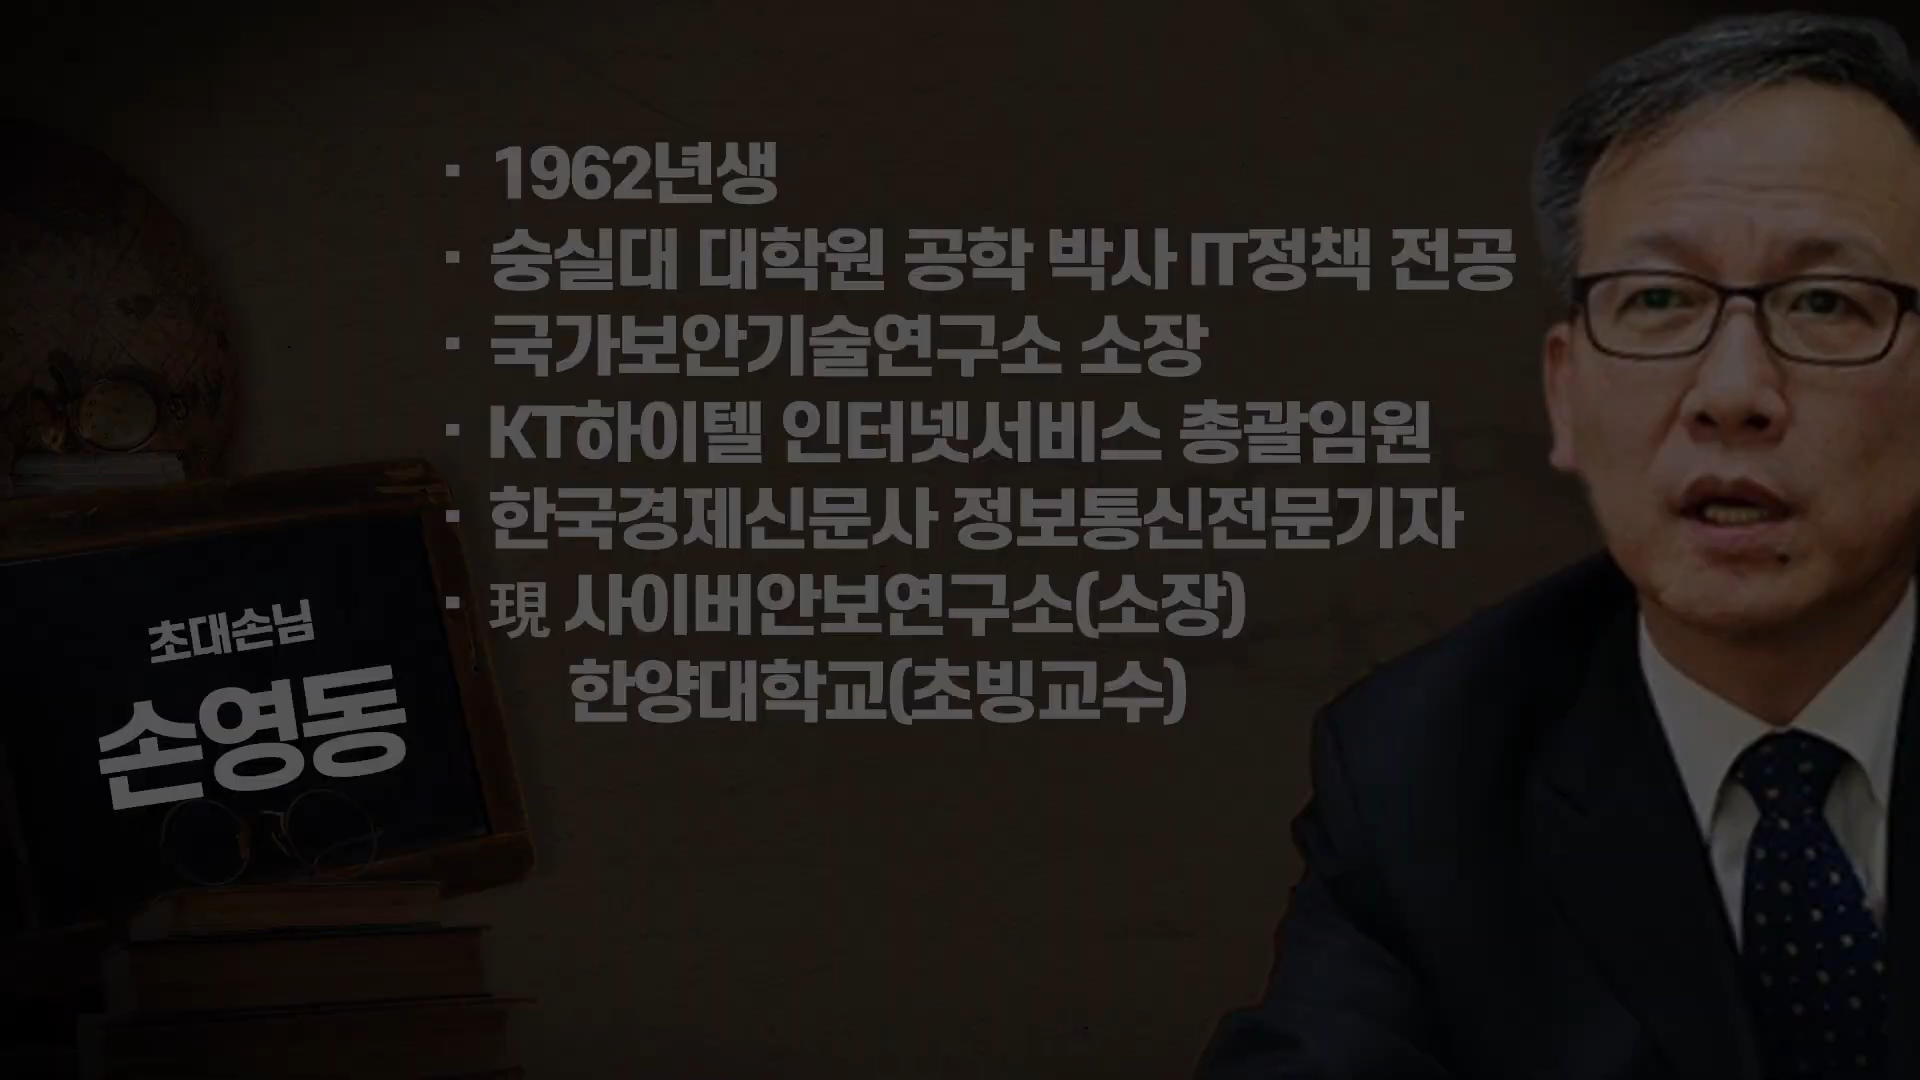 · 1962년생
· 숭실대 대학원 공학 박사 IT정책 전공
· 국가보안기술연구소 소장
· KT하이텔 인터넷서비스 총괄임원
· 한국경제신문사 정보통신전문기자
· 現 사이버안보연구소(소장)
한양대학교(초빙교수)
초대손님
손영동